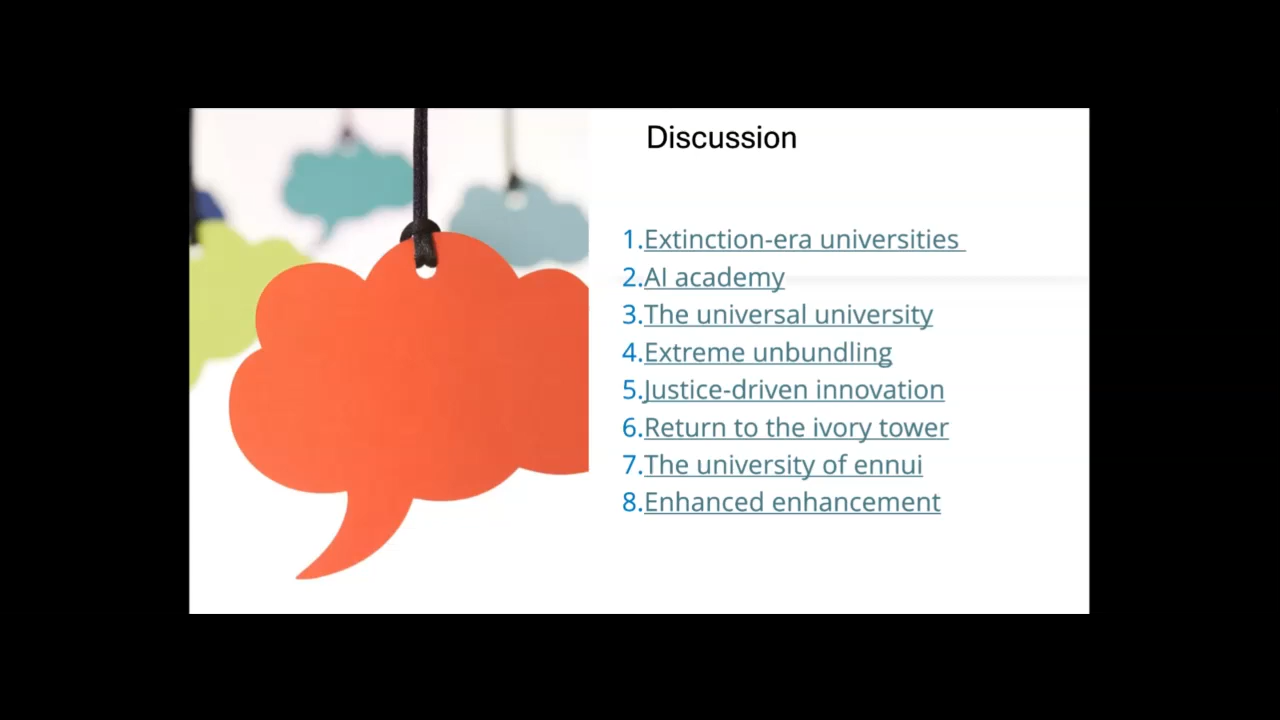 Discussion
1.Extinction-era universities
2.AI academy
3.The universal university
4.Extreme unbundling
5.Justice-driven innovation
6.Return to the ivory tower
7.The university of ennui
8.Enhanced enhancement